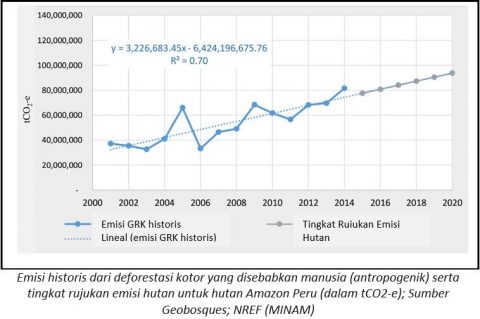 140,000,000
120,000,000
100,000,000
80,000,000
60,000,000
40,000,000
20,000,000
-
tCO2-e
y = 3,226,683.45x - 6,424,196,675.76
R² = 0.70
2000 2002 2004 2006 2008 2010 2012 2014 2016 2018 2020
Emisi GRK historis
Lineal (emisi GRK historis)
Tingkat Rujukan Emisi
Hutan
Emisi historis dari deforestasi kotor yang disebabkan manusia (antropogenik) serta
tingkat rujukan emisi hutan untuk hutan Amazon Peru (dalam tCO2-e); Sumber
Geobosques; NREF (MINAM)